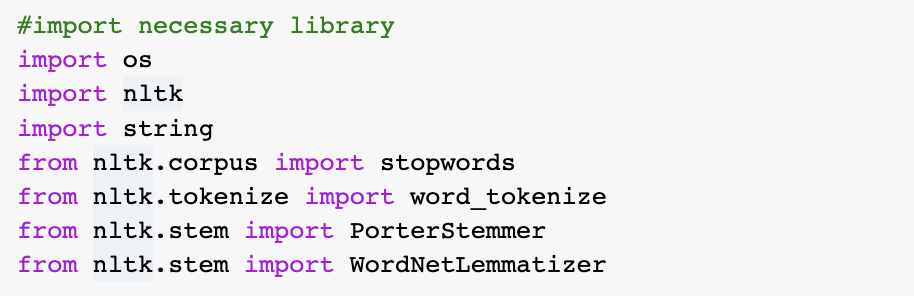 #import necessary library
import os
import nltk
import string
from nltk.corpus import stopwords
from nltk.tokenize import word_tokenize
from nltk.stem import PorterStemmer
from nltk.stem import WordNetLemmatizer